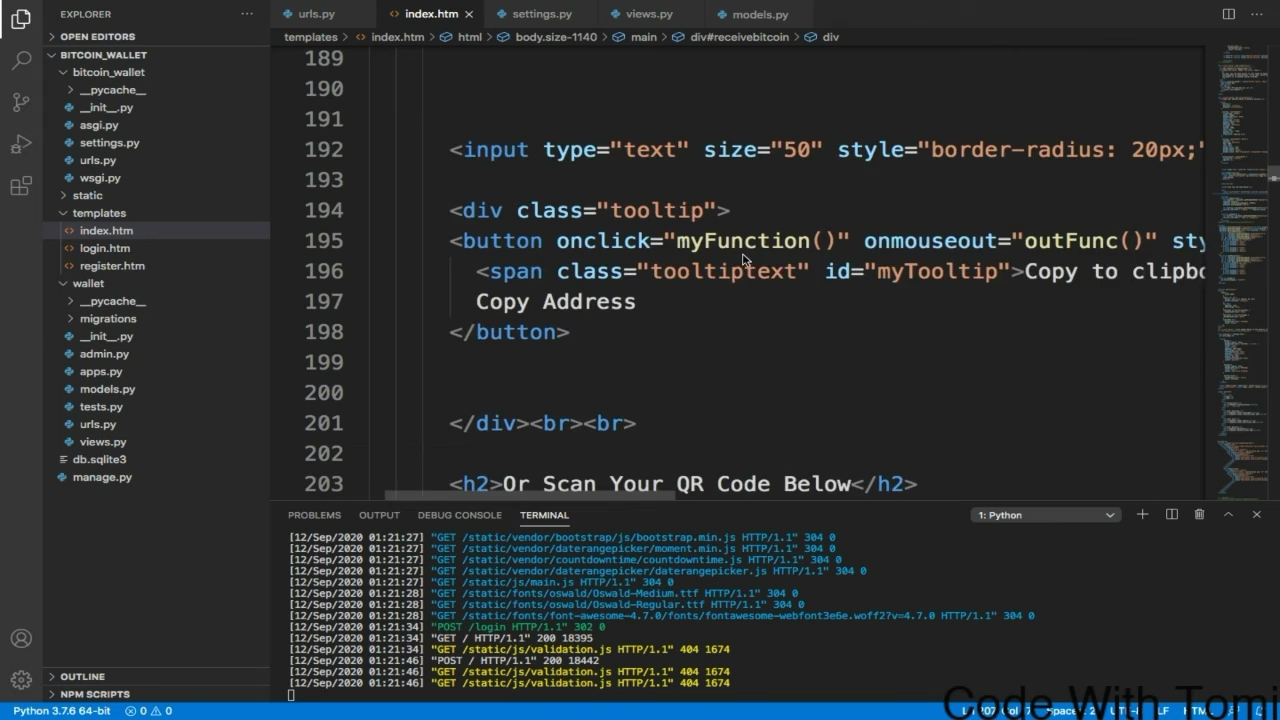 EXPLORER
urls.py
index.htm
settings.py
views.py
models.py
OPEN EDITORS
templates > index.htm > html > body.size-1140 > main > div#receivebitcoin > div
BITCOIN_WALLET
bitcoin_wallet
__pycache__
__init__.py
asgi.py
settings.py
urls.py
wsgi.py
static
templates
index.htm
login.htm
register.htm
wallet
__pycache__
migrations
__init__.py
admin.py
apps.py
models.py
tests.py
urls.py
views.py
db.sqlite3
manage.py
OUTLINE
NPM SCRIPTS
189
190
191
192 <input type="text" size="50" style="border-radius: 20px;"
193
194 <div class="tooltip">
195 <button onclick="myFunction()" onmouseout="outFunc()" sty
196 <span class="tooltiptext" id="myTooltip">Copy to clipbo
197 Copy Address
198 </button>
199
200
201 </div><br><br>
202
203 <h2>Or Scan Your QR Code Below</h2>
PROBLEMS OUTPUT DEBUG CONSOLE TERMINAL 1: Python
[12/Sep/2020 01:21:27] "GET /static/vendor/bootstrap/js/bootstrap.min.js HTTP/1.1" 304 0
[12/Sep/2020 01:21:27] "GET /static/vendor/daterangepicker/moment.min.js HTTP/1.1" 304 0
[12/Sep/2020 01:21:27] "GET /static/vendor/countdowntime/countdowntime.js HTTP/1.1" 304 0
[12/Sep/2020 01:21:27] "GET /static/vendor/daterangepicker/daterangepicker.js HTTP/1.1" 304 0
[12/Sep/2020 01:21:27] "GET /static/js/main.js HTTP/1.1" 304 0
[12/Sep/2020 01:21:28] "GET /static/fonts/oswald/Oswald-Medium.ttf HTTP/1.1" 304 0
[12/Sep/2020 01:21:28] "GET /static/fonts/oswald/Oswald-Regular.ttf HTTP/1.1" 304 0
[12/Sep/2020 01:21:28] "GET /static/fonts/font-awesome-4.7.0/fonts/fontawesome-webfont3e6e.woff2?v=4.7.0 HTTP/1.1" 304 0
[12/Sep/2020 01:21:34] "POST /login HTTP/1.1" 302 0
[12/Sep/2020 01:21:34] "GET / HTTP/1.1" 200 18395
[12/Sep/2020 01:21:34] "GET /static/js/validation.js HTTP/1.1" 404 1674
[12/Sep/2020 01:21:46] "POST / HTTP/1.1" 200 18442
[12/Sep/2020 01:21:46] "GET /static/js/validation.js HTTP/1.1" 404 1674
[12/Sep/2020 01:21:46] "GET /static/js/validation.js HTTP/1.1" 404 1674
Code With Tomi
Python 3.7.6 64-bit 0 0